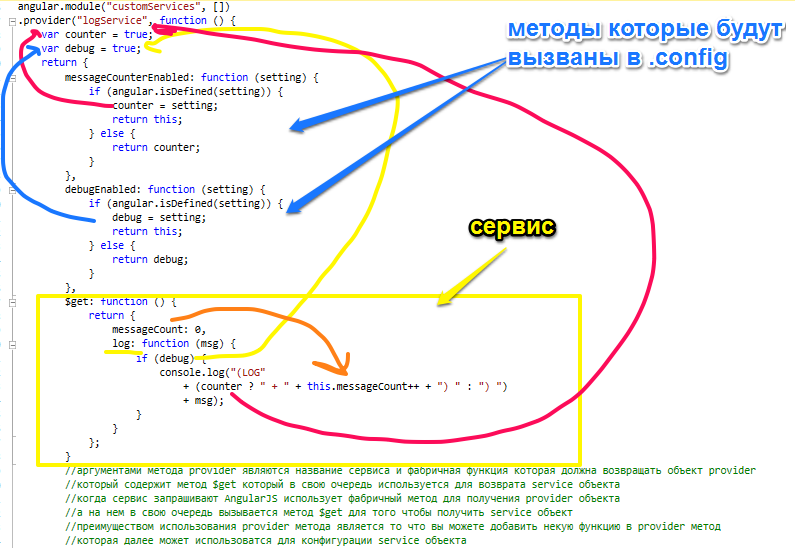 angular.module("customServices", [])
.provider("logService", function () {
var counter = true;
var debug = true;
return {
messageCounterEnabled: function (setting) {
if (angular.isDefined(setting)) {
counter = setting;
return this;
} else {
return counter;
}
},
debugEnabled: function (setting) {
if (angular.isDefined(setting)) {
debug = setting;
return this;
} else {
return debug;
}
},
$get: function () {
return {
messageCount: 0,
log: function (msg) {
if (debug) {
console.log("(LOG"
+ (counter ? " + " + this.messageCount++ + ") " : ") ")
+ msg);
}
}
};
}
//аргументами метода provider являются название сервиса и фабричная функция которая должна возвращать объект provider
//который содержит метод $get который в свою очередь используется для возврата service объекта
//когда сервис запрашивают AngularJS использует фабричный метод для получения provider объекта
//а на нем в свою очередь вызывается метод $get для того чтобы получить service объект
//преимуществом использования provider метода является то что вы можете добавить некую функцию в provider метод
//которая далее может использоватся для конфигурации service объекта
методы которые будут
вызваны в .config
сервис